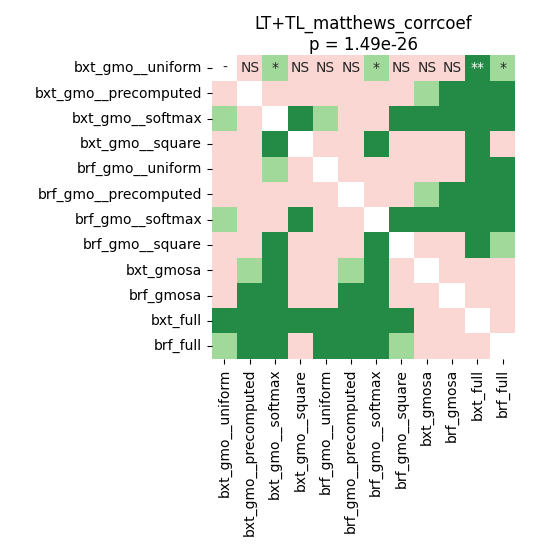 LT+TL_matthews_corrcoef
p = 1.49e-26
bxt_gmo__uniform - NS * NS NS NS * NS NS NS ** *
bxt_gmo__precomputed
bxt_gmo__softmax
bxt_gmo__square
brf_gmo__uniform
brf_gmo__precomputed
brf_gmo__softmax
brf_gmo__square
bxt_gmosa
brf_gmosa
bxt_full
brf_full
bxt_gmo__uniform
bxt_gmo__precomputed
bxt_gmo__softmax
bxt_gmo__square
brf_gmo__uniform
brf_gmo__precomputed
brf_gmo__softmax
brf_gmo__square
bxt_gmosa
brf_gmosa
bxt_full
brf_full